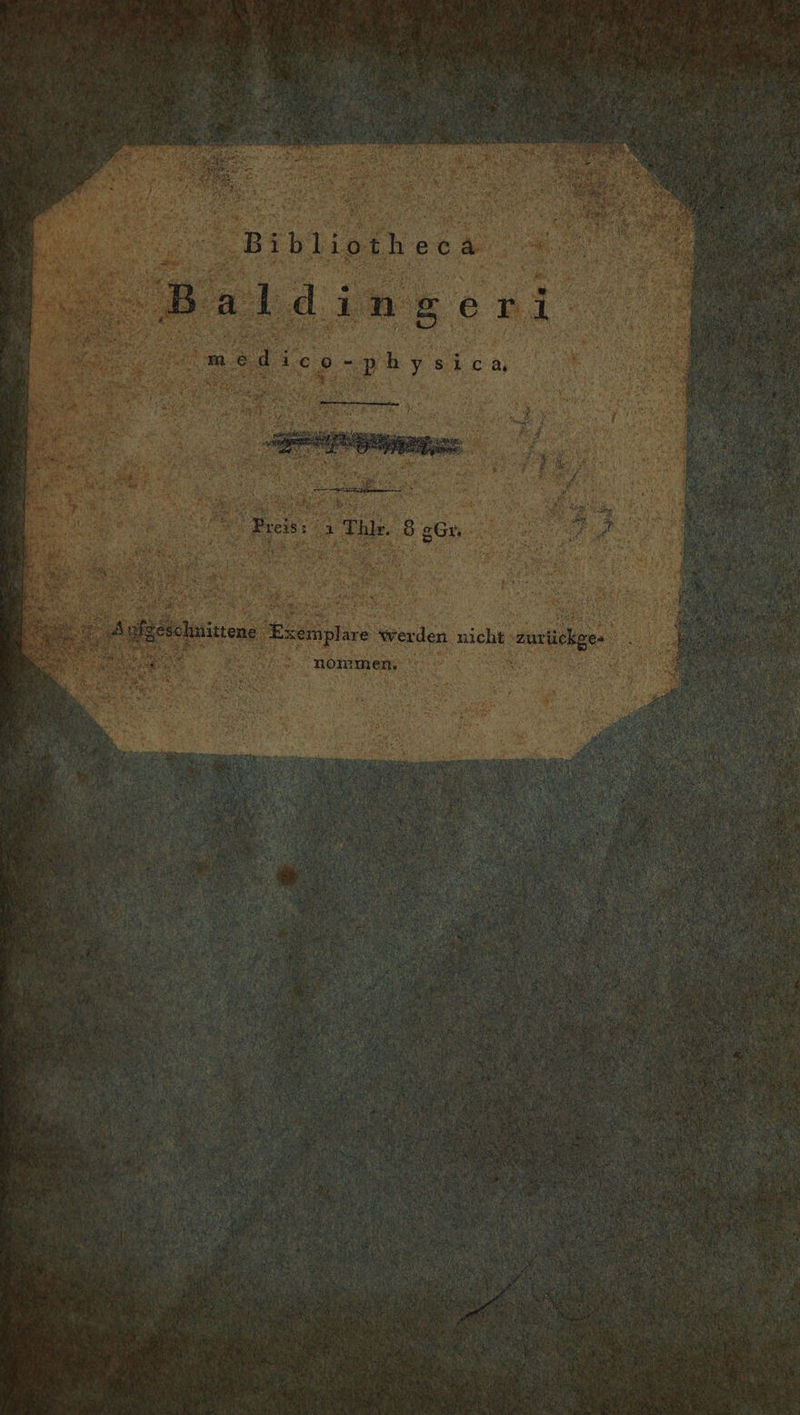 Bibliotheca
Baldingeri
medico-physica,
Preis: 1 Thlr. 8 gGr.
Aufgeschnittene Exemplare werden nicht zurückge-
nommen.